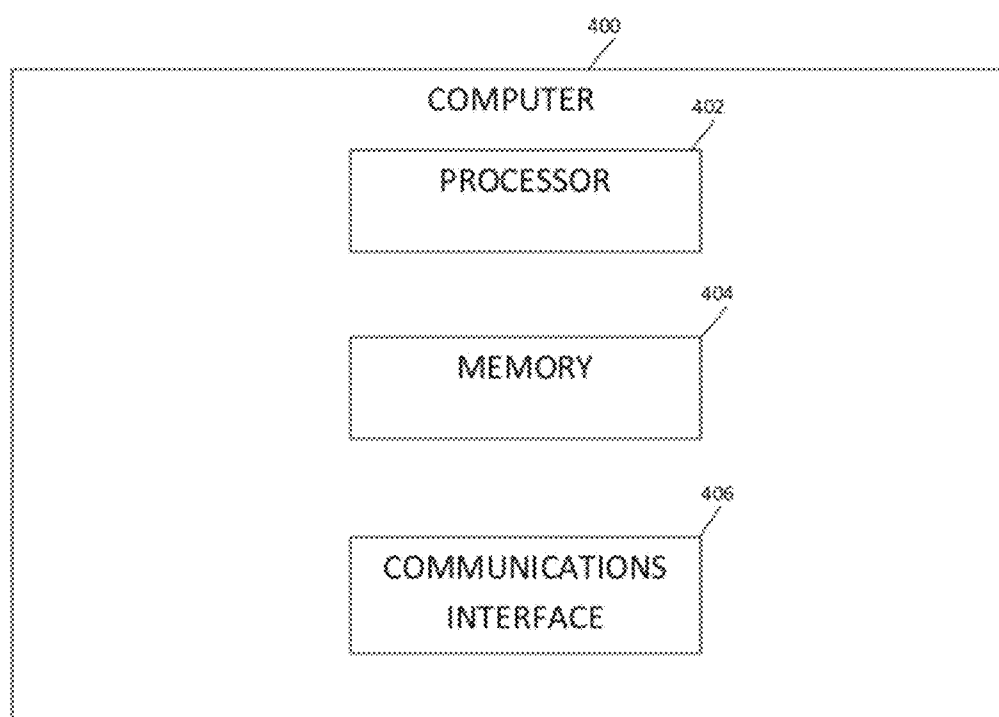 400
COMPUTER
402
PROCESSOR
404
MEMORY
406
COMMUNICATIONS
INTERFACE